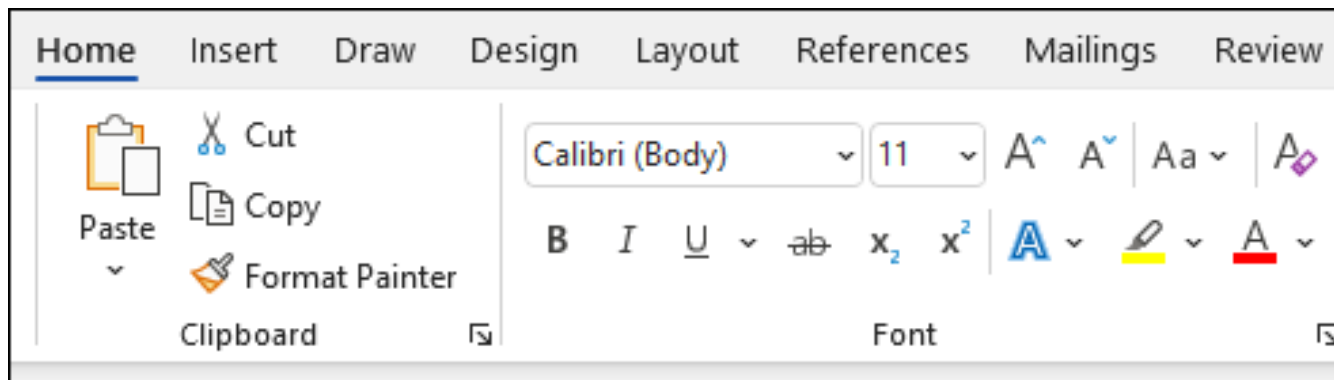 Home Insert Draw Design Layout References Mailings Review
Cut
Copy
Paste
Format Painter
Clipboard
Calibri (Body) 11 A A Aa A
B I U ab x2 x2 A A
Font